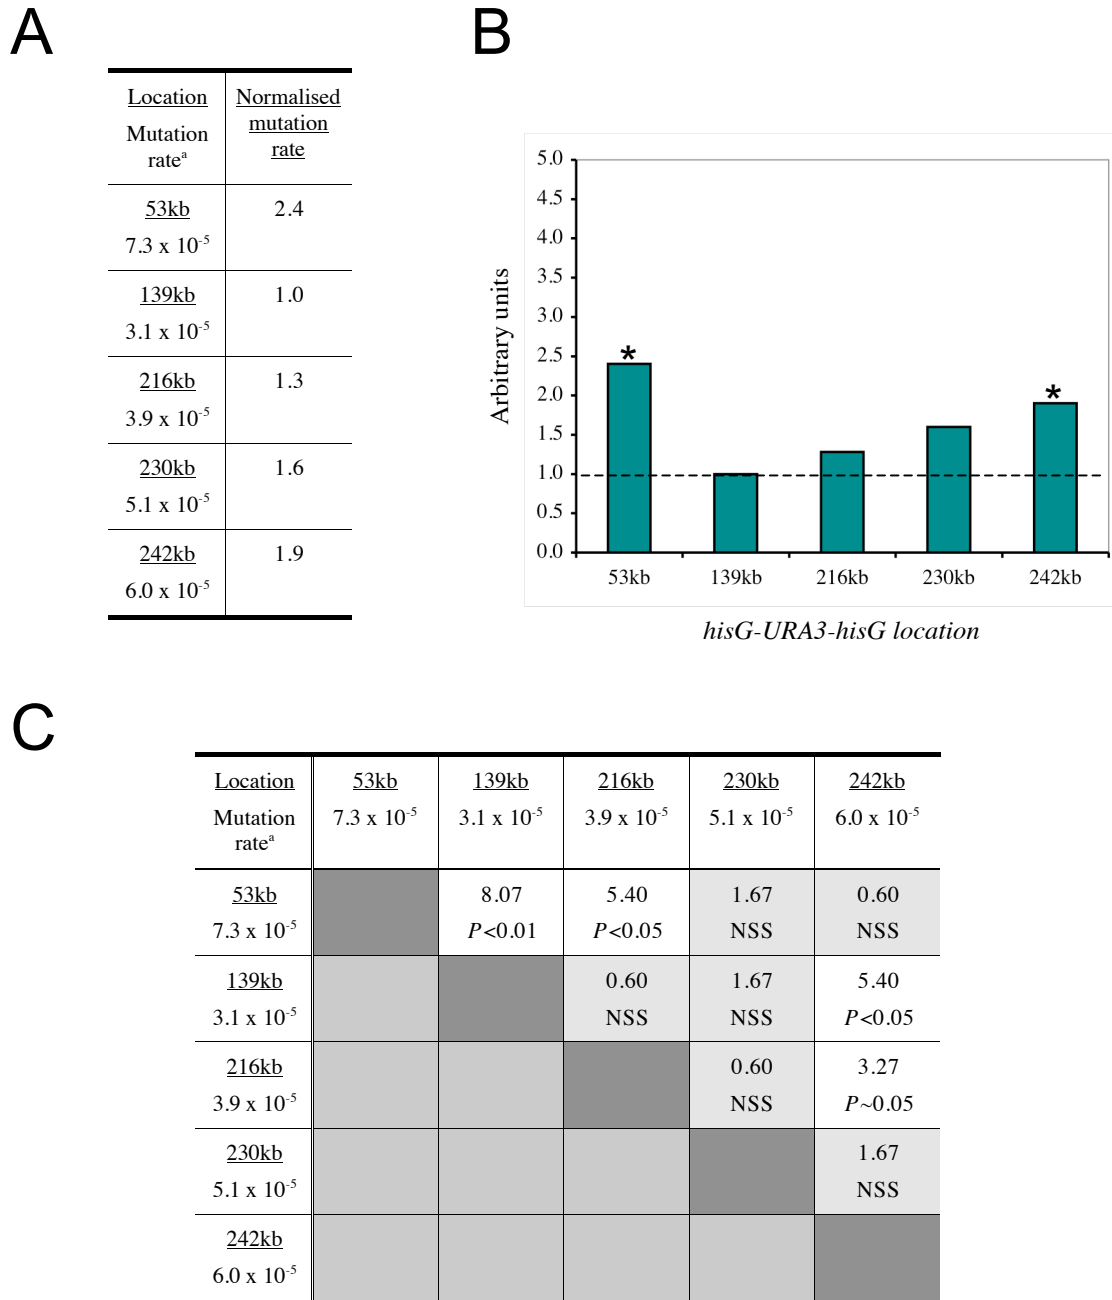 A
Location
Mutation
rateᵃ
Normalised
mutation
rate
53kb
7.3 x 10⁻⁵
2.4
139kb
3.1 x 10⁻⁵
1.0
216kb
3.9 x 10⁻⁵
1.3
230kb
5.1 x 10⁻⁵
1.6
242kb
6.0 x 10⁻⁵
1.9
B
Arbitrary units
5.0
4.5
4.0
3.5
3.0
2.5
2.0
1.5
1.0
0.5
0.0
*
*
53kb 139kb 216kb 230kb 242kb
hisG-URA3-hisG location
C
Location
Mutation
rateᵃ
53kb
7.3 x 10⁻⁵
139kb
3.1 x 10⁻⁵
216kb
3.9 x 10⁻⁵
230kb
5.1 x 10⁻⁵
242kb
6.0 x 10⁻⁵
53kb
7.3 x 10⁻⁵
8.07
P<0.01
5.40
P<0.05
1.67
NSS
0.60
NSS
139kb
3.1 x 10⁻⁵
0.60
NSS
1.67
NSS
5.40
P<0.05
216kb
3.9 x 10⁻⁵
0.60
NSS
3.27
P~0.05
230kb
5.1 x 10⁻⁵
1.67
NSS
242kb
6.0 x 10⁻⁵